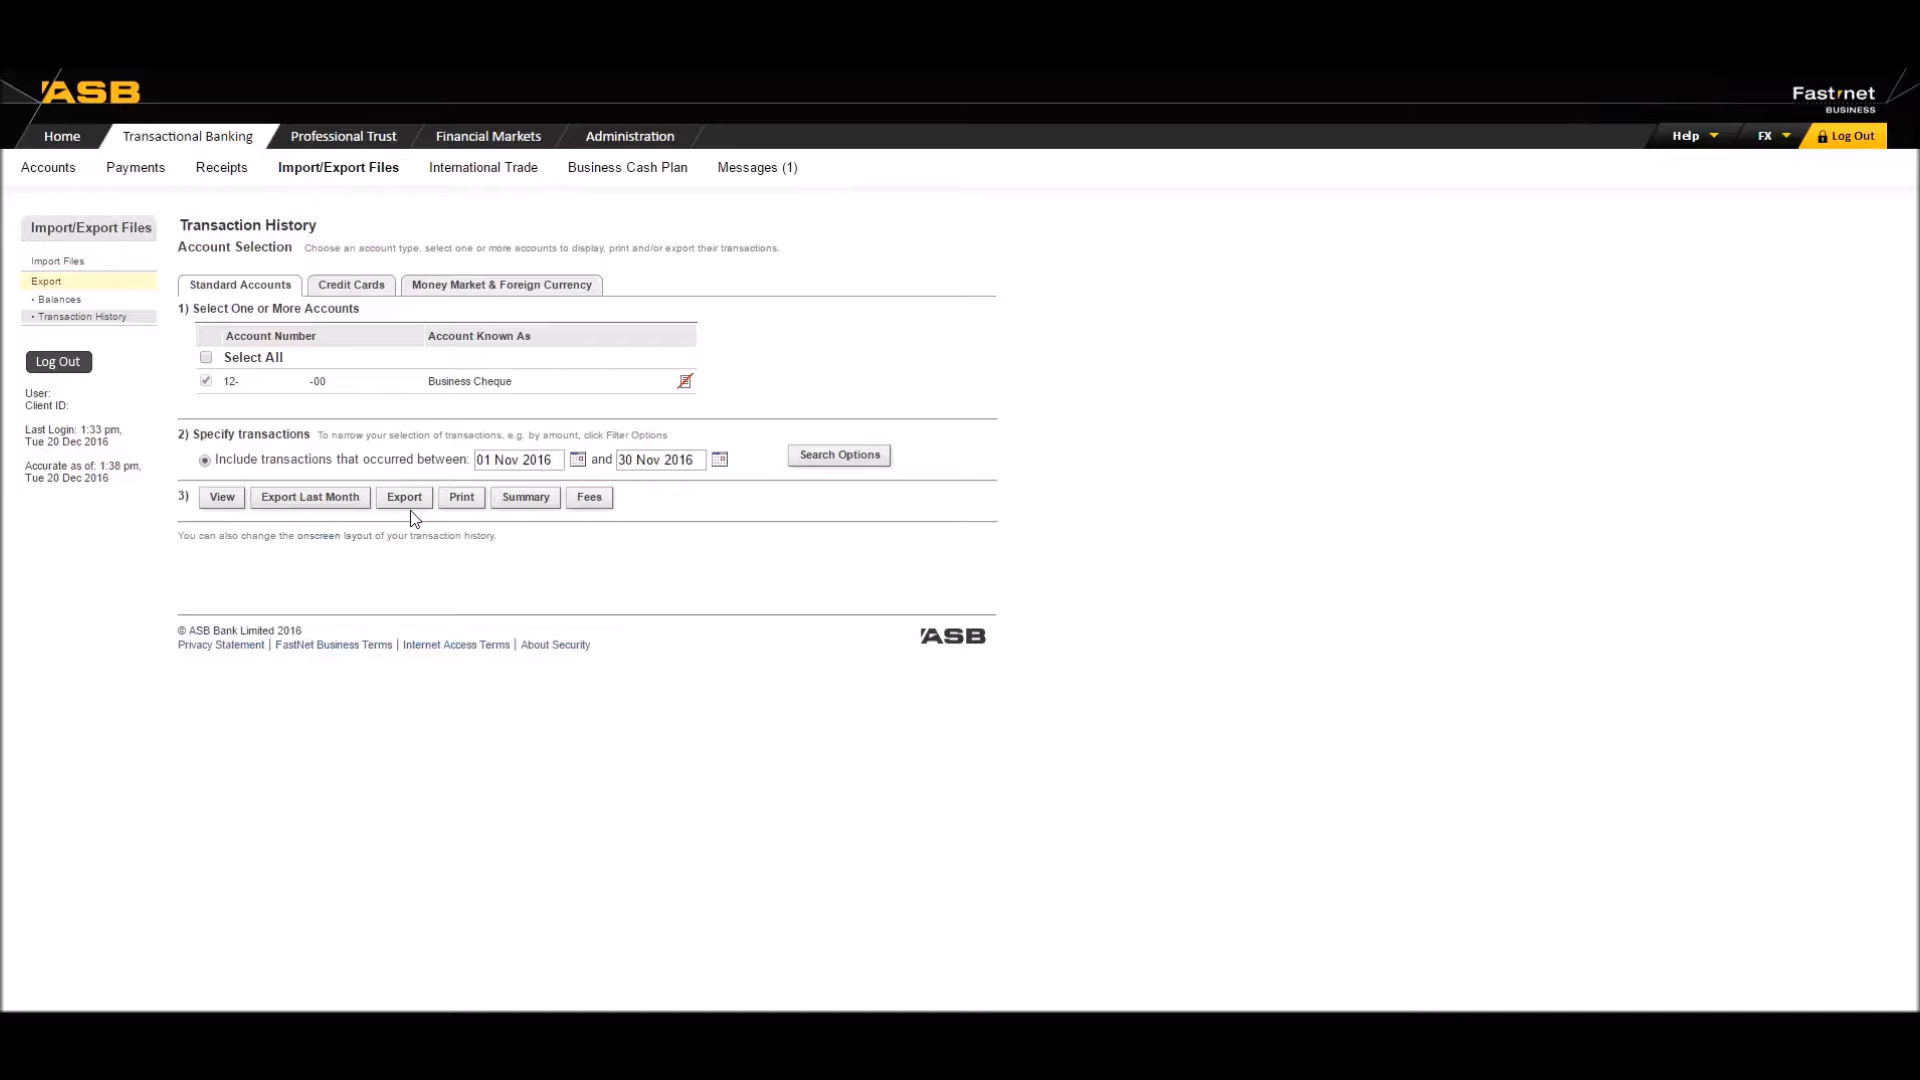 ASB
Fastnet
BUSINESS
Home Transactional Banking Professional Trust Financial Markets Administration Help FX Log Out
Accounts Payments Receipts Import/Export Files International Trade Business Cash Plan Messages (1)
Import/Export Files
Import Files
Export
• Balances
• Transaction History
Log Out
User:
Client ID:
Last Login: 1:33 pm,
Tue 20 Dec 2016
Accurate as of: 1:38 pm,
Tue 20 Dec 2016
Transaction History
Account Selection Choose an account type, select one or more accounts to display, print and/or export their transactions.
Standard Accounts Credit Cards Money Market & Foreign Currency
1) Select One or More Accounts
Account Number Account Known As
Select All
12- -00 Business Cheque
2) Specify transactions To narrow your selection of transactions, e.g. by amount, click Filter Options
Include transactions that occurred between: 01 Nov 2016 and 30 Nov 2016 Search Options
3) View Export Last Month Export Print Summary Fees
You can also change the onscreen layout of your transaction history.
© ASB Bank Limited 2016
Privacy Statement | FastNet Business Terms | Internet Access Terms | About Security
ASB